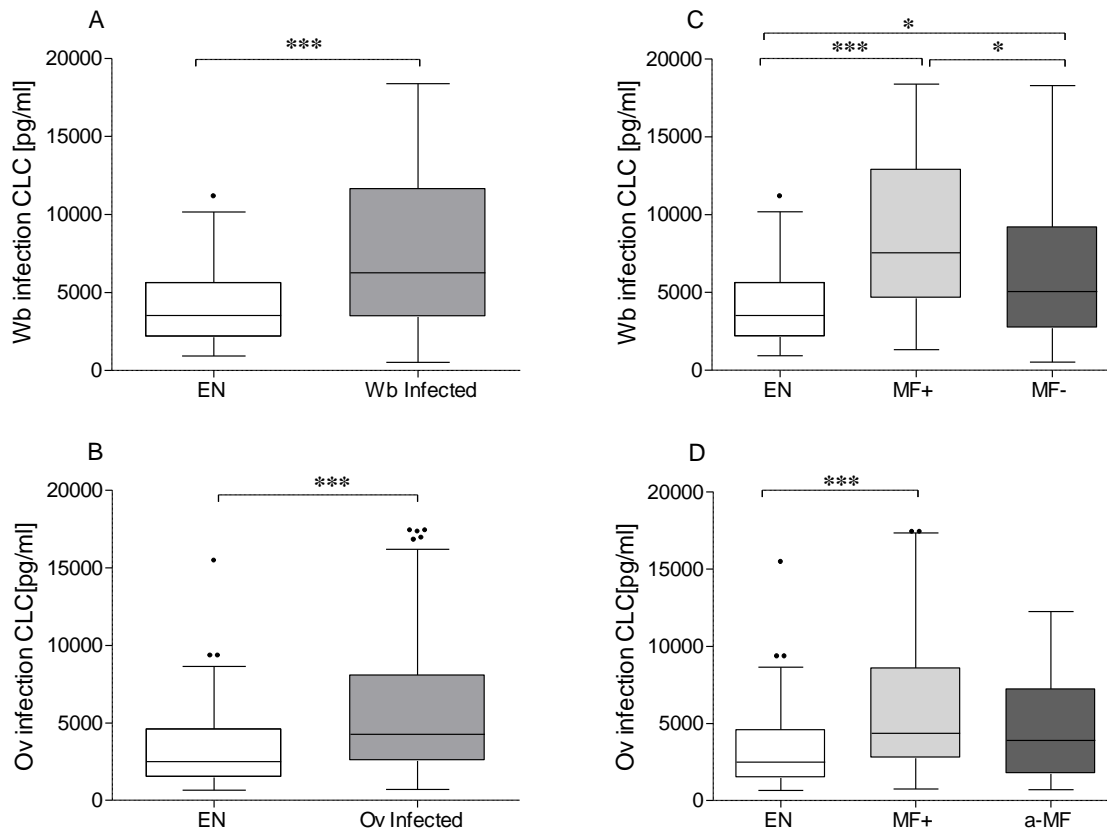 A
***
20000
15000
10000
5000
0
Wb infection CLC [pg/ml]
EN
Wb Infected
C
*
***
*
20000
15000
10000
5000
0
Wb infection CLC [pg/ml]
EN
MF+
MF-
B
***
20000
15000
10000
5000
0
Ov infection CLC[pg/ml]
EN
Ov Infected
D
***
20000
15000
10000
5000
0
Ov infection CLC[pg/ml]
EN
MF+
a-MF